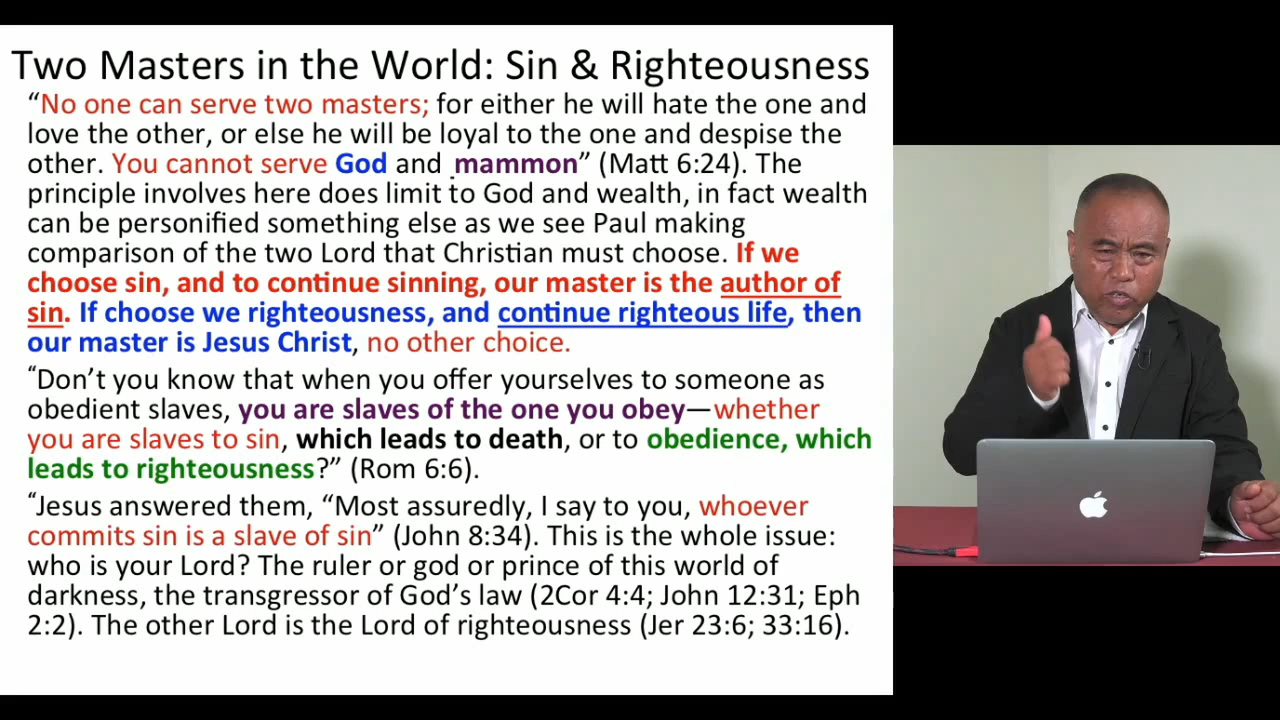 Two Masters in the World: Sin & Righteousness
“No one can serve two masters; for either he will hate the one and
love the other, or else he will be loyal to the one and despise the
other. You cannot serve God and mammon” (Matt 6:24). The
principle involves here does limit to God and wealth, in fact wealth
can be personified something else as we see Paul making
comparison of the two Lord that Christian must choose. If we
choose sin, and to continue sinning, our master is the author of
sin. If choose we righteousness, and continue righteous life, then
our master is Jesus Christ, no other choice.
“Don’t you know that when you offer yourselves to someone as
obedient slaves, you are slaves of the one you obey—whether
you are slaves to sin, which leads to death, or to obedience, which
leads to righteousness?” (Rom 6:6).
“Jesus answered them, “Most assuredly, I say to you, whoever
commits sin is a slave of sin” (John 8:34). This is the whole issue:
who is your Lord? The ruler or god or prince of this world of
darkness, the transgressor of God’s law (2Cor 4:4; John 12:31; Eph
2:2). The other Lord is the Lord of righteousness (Jer 23:6; 33:16).